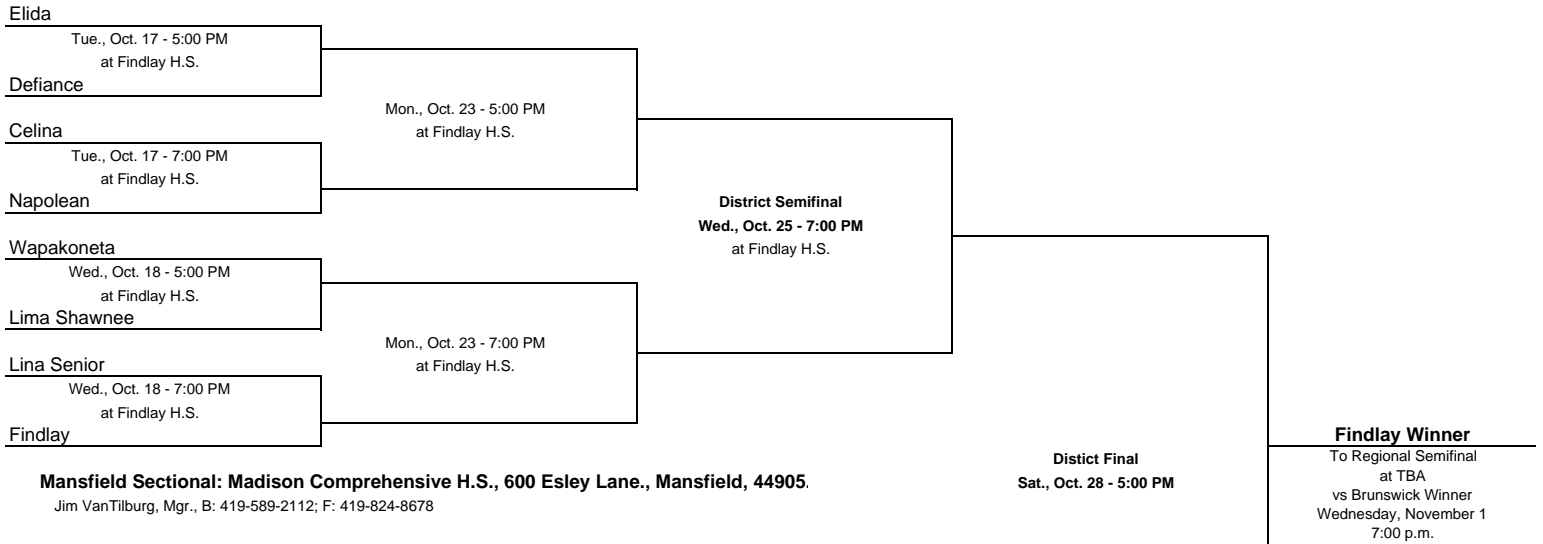 Elida
Tue., Oct. 17 - 5:00 PM
at Findlay H.S.
Defiance
Mon., Oct. 23 - 5:00 PM
at Findlay H.S.
Celina
Tue., Oct. 17 - 7:00 PM
at Findlay H.S.
Napolean
District Semifinal
Wed., Oct. 25 - 7:00 PM
at Findlay H.S.
Wapakoneta
Wed., Oct. 18 - 5:00 PM
at Findlay H.S.
Lima Shawnee
Mon., Oct. 23 - 7:00 PM
at Findlay H.S.
Lina Senior
Wed., Oct. 18 - 7:00 PM
at Findlay H.S.
Findlay
Findlay Winner
To Regional Semifinal
at TBA
vs Brunswick Winner
Wednesday, November 1
7:00 p.m.
Distict Final
Sat., Oct. 28 - 5:00 PM
Mansfield Sectional: Madison Comprehensive H.S., 600 Esley Lane., Mansfield, 44905.
Jim VanTilburg, Mgr., B: 419-589-2112; F: 419-824-8678